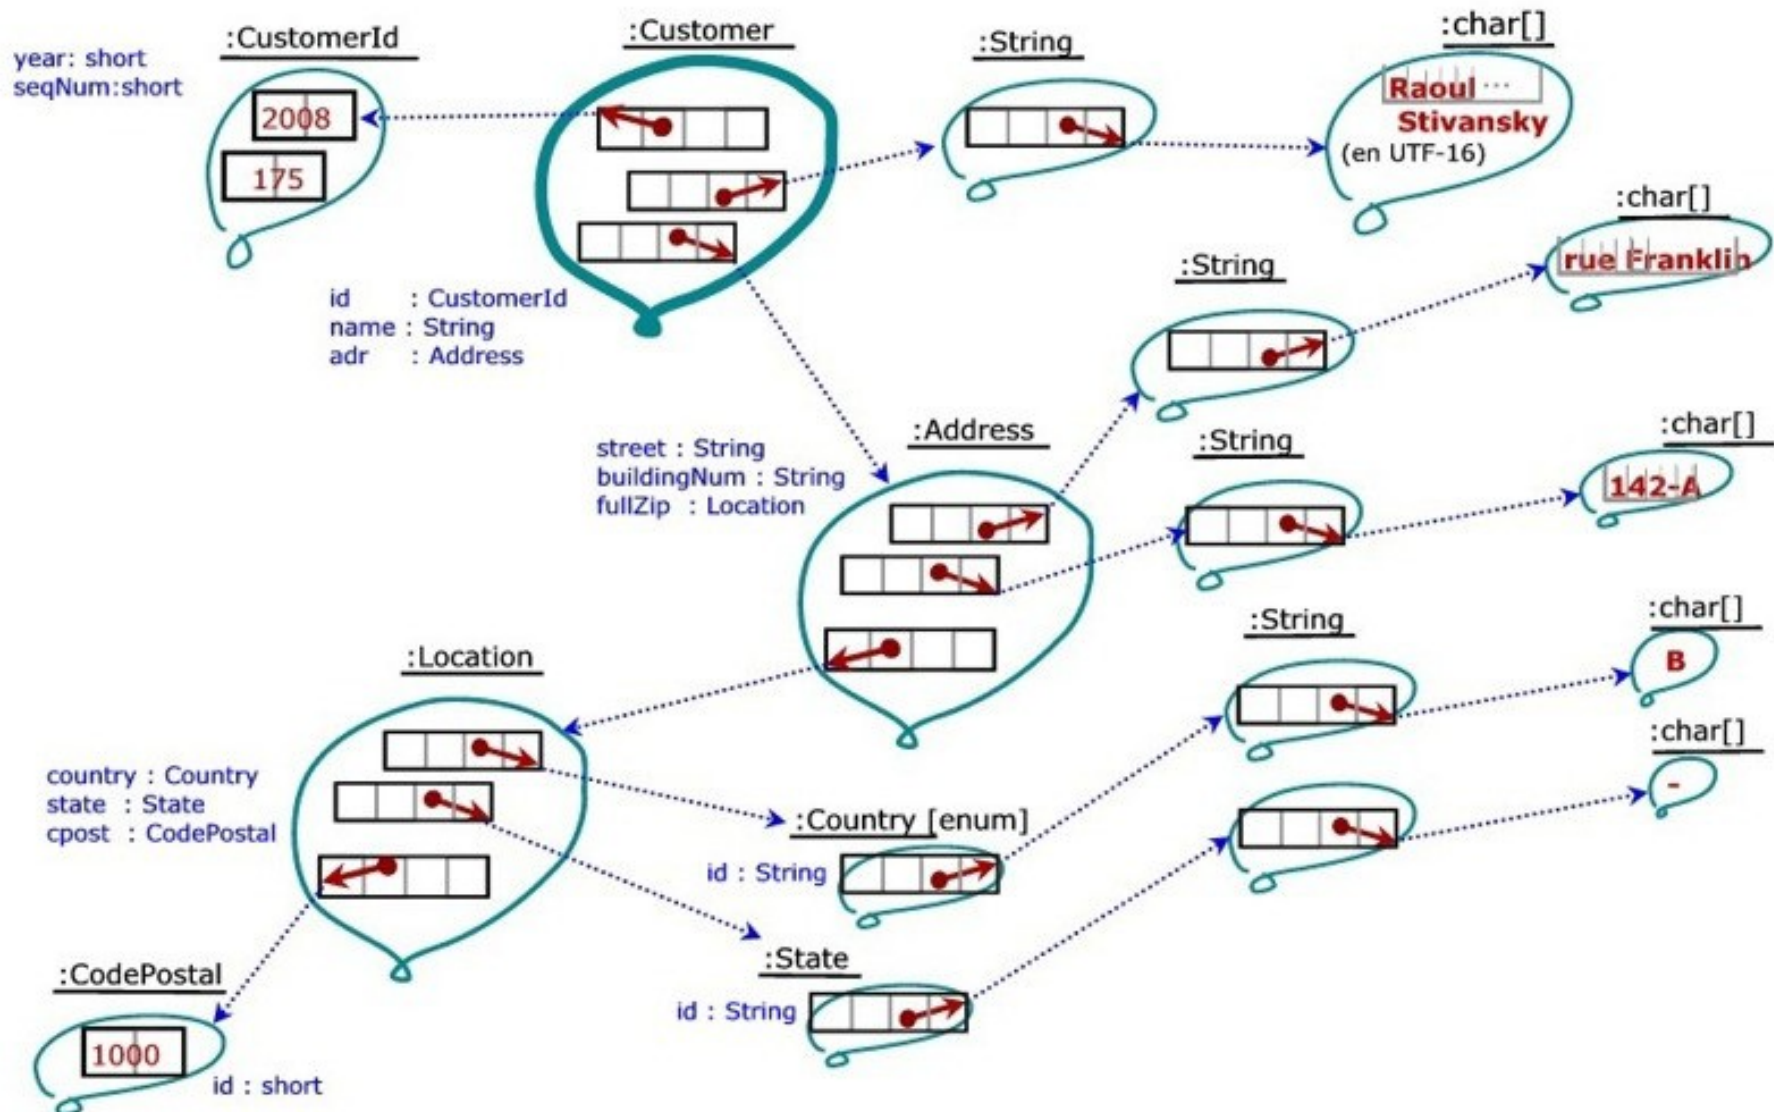 :CustomerId
year: short
seqNum:short
2008
175
:Customer
id : CustomerId
name : String
adr : Address
:String
:char[]
Raoul ...
Stivansky
(en UTF-16)
:String
:char[]
rue Franklin
:Address
street : String
buildingNum : String
fullZip : Location
:String
:char[]
142-A
:Location
country : Country
state : State
cpost : CodePostal
:Country [enum]
id : String
:String
:char[]
B
:State
id : String
:char[]
-
:CodePostal
1000
id : short